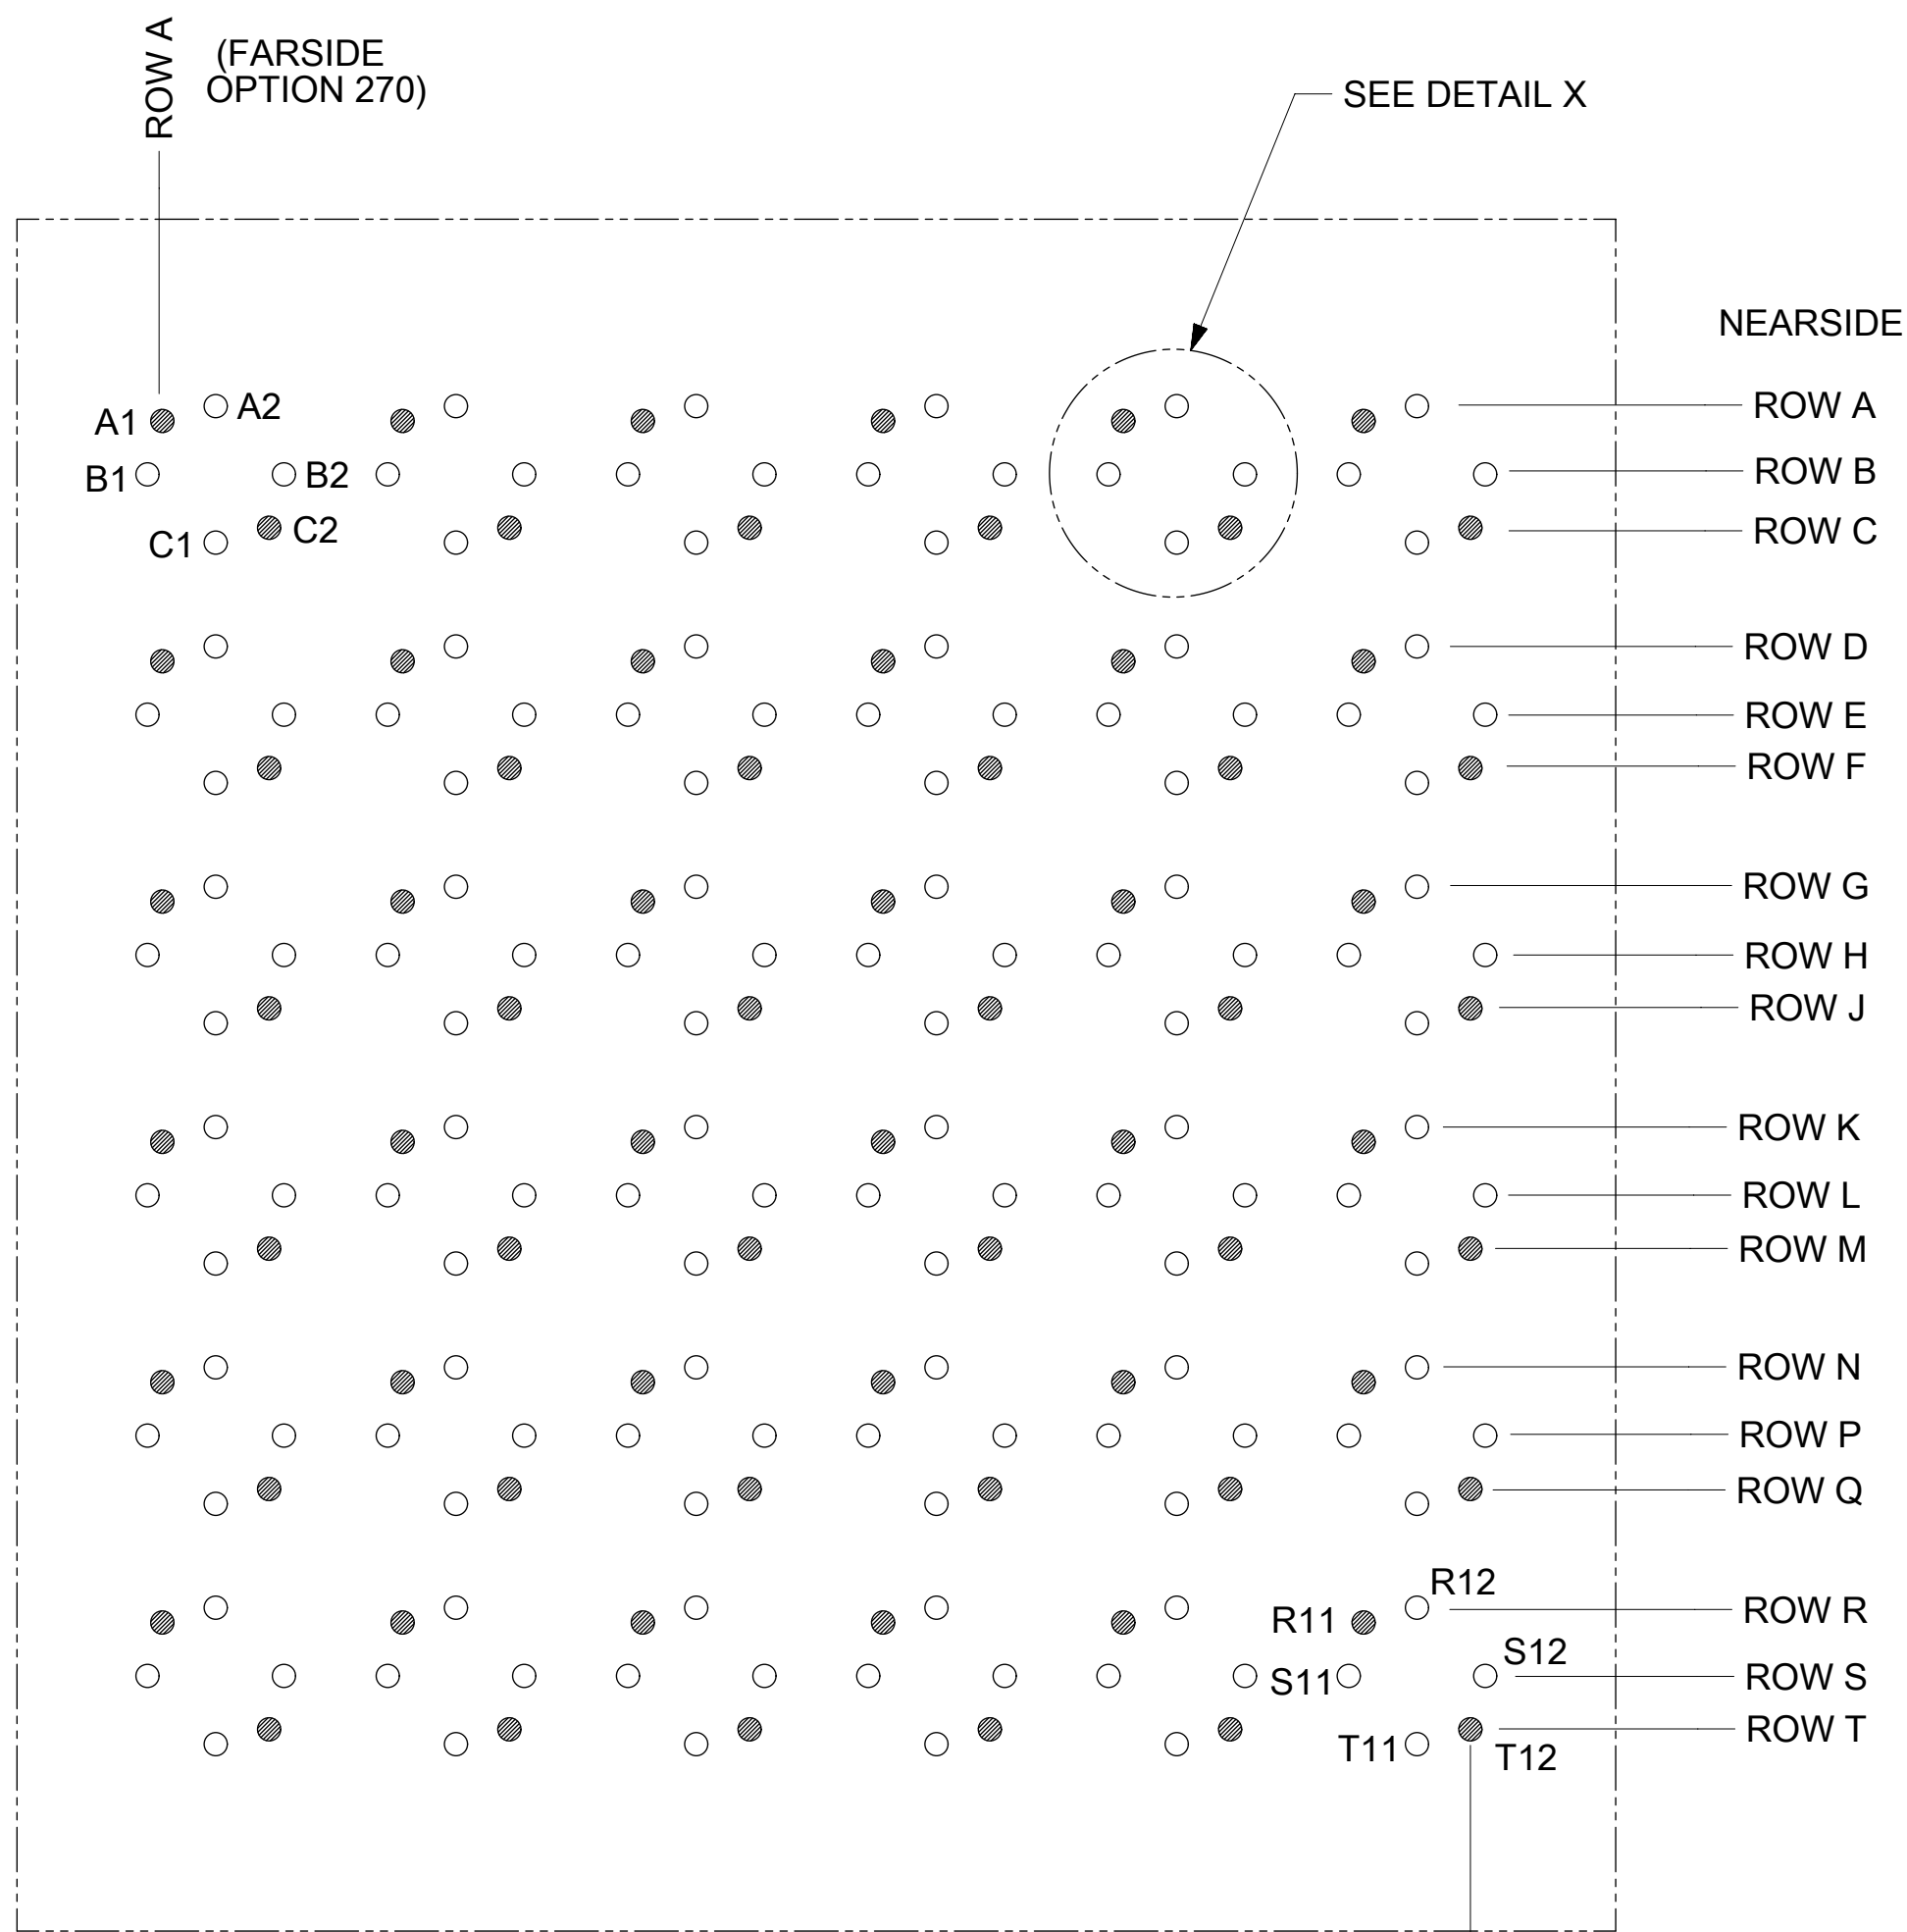 ROW A
(FARSIDE
OPTION 270)
SEE DETAIL X
NEARSIDE
A1
A2
ROW A
B1
B2
ROW B
C1
C2
ROW C
ROW D
ROW E
ROW F
ROW G
ROW H
ROW J
ROW K
ROW L
ROW M
ROW N
ROW P
ROW Q
R11
R12
ROW R
S11
S12
ROW S
T11
T12
ROW T